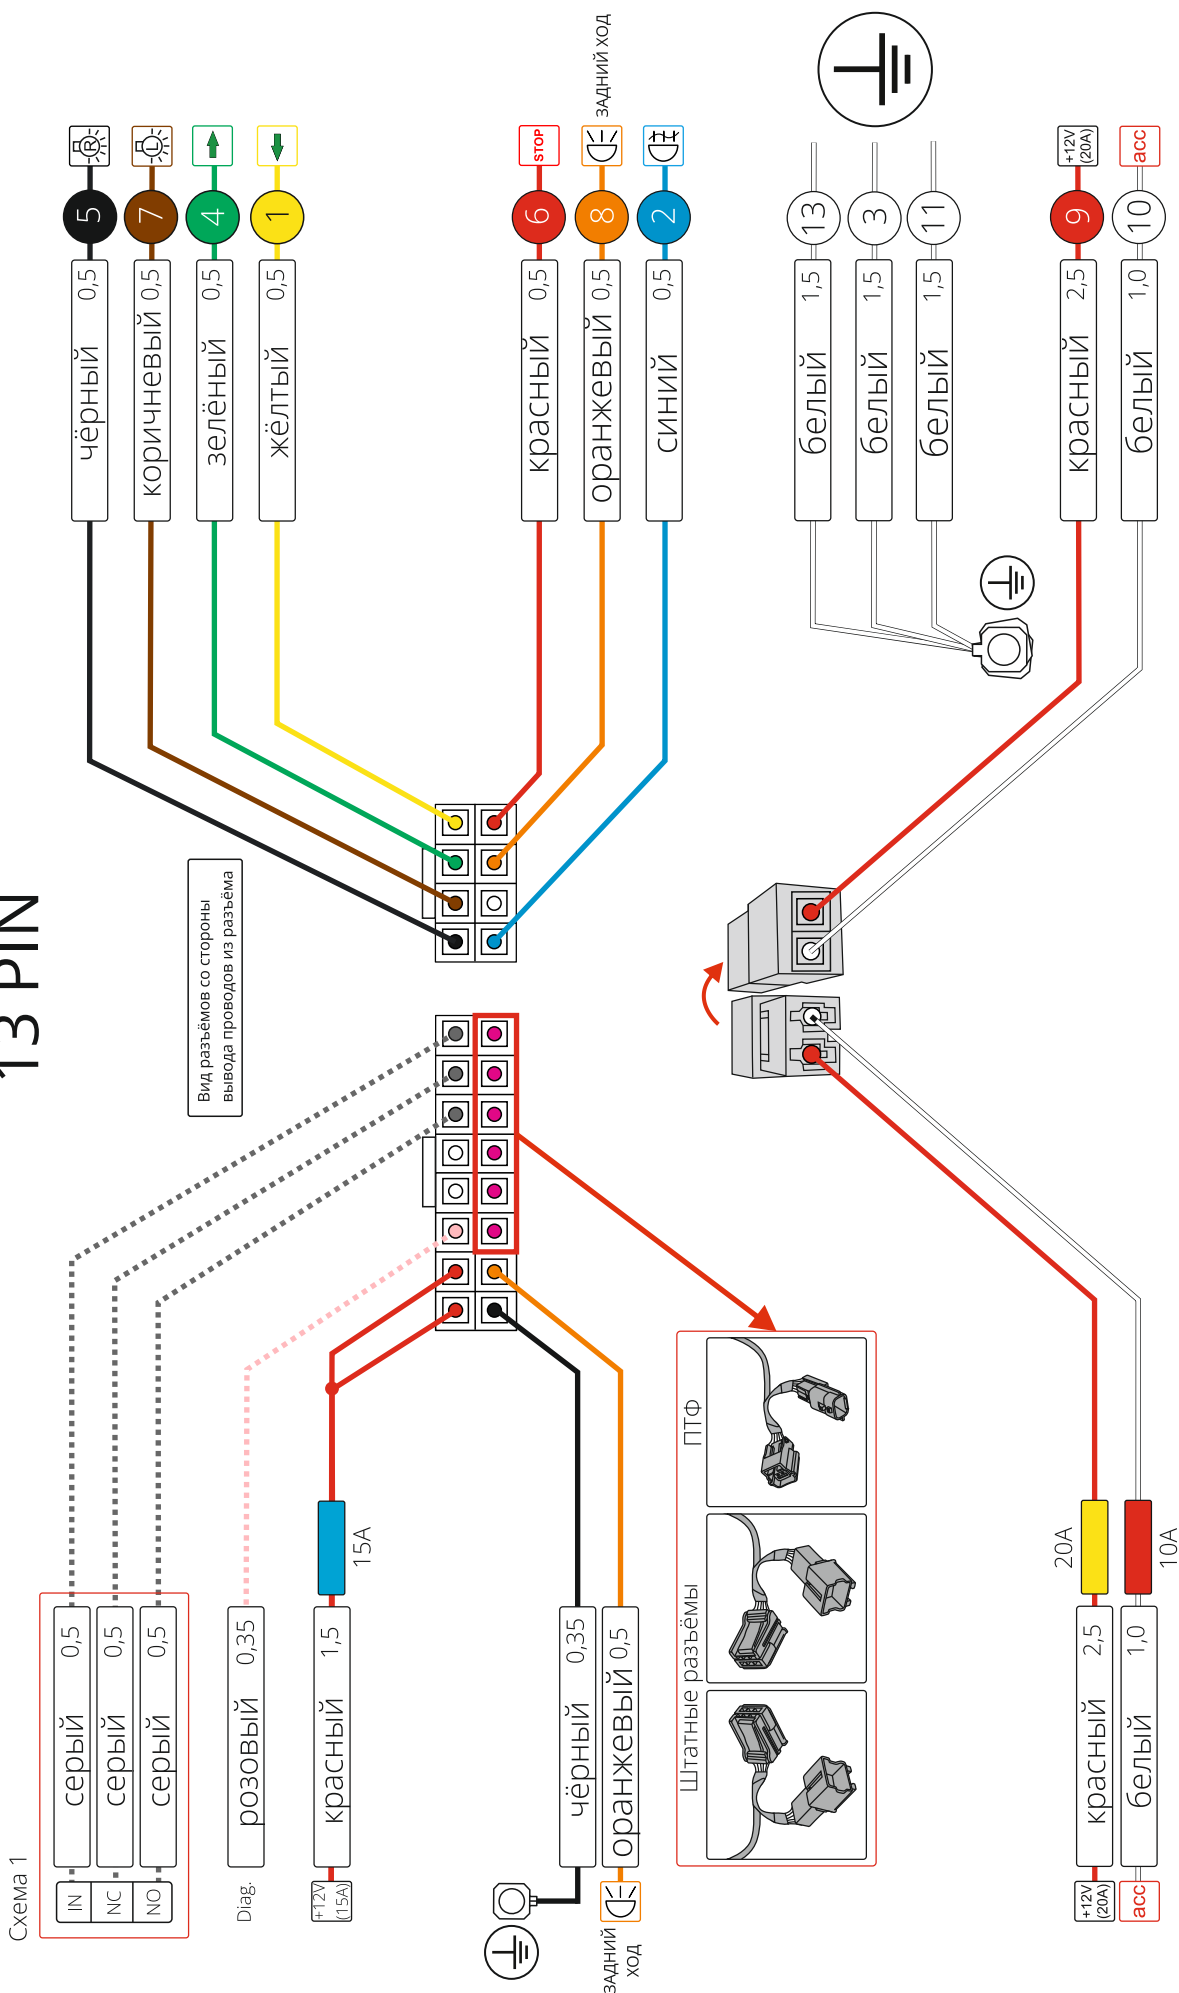 13 PIN
Схема 1
IN
серый 0,5
NC
серый 0,5
NO
серый 0,5
Diag.
розовый 0,35
+12V
(15A)
красный 1,5
15A
чёрный 0,35
ЗАДНИЙ
ХОД
оранжевый 0,5
Штатные разъёмы
ПТФ
+12V
(20A)
красный 2,5
20A
acc
белый 1,0
10A
Вид разъёмов со стороны
вывода проводов из разъёма
чёрный 0,5
5
R
коричневый 0,5
7
L
зелёный 0,5
4
жёлтый 0,5
1
красный 0,5
6
STOP
оранжевый 0,5
8
ЗАДНИЙ ХОД
синий 0,5
2
белый 1,5
13
белый 1,5
3
белый 1,5
11
красный 2,5
9
+12V
(20A)
белый 1,0
10
acc